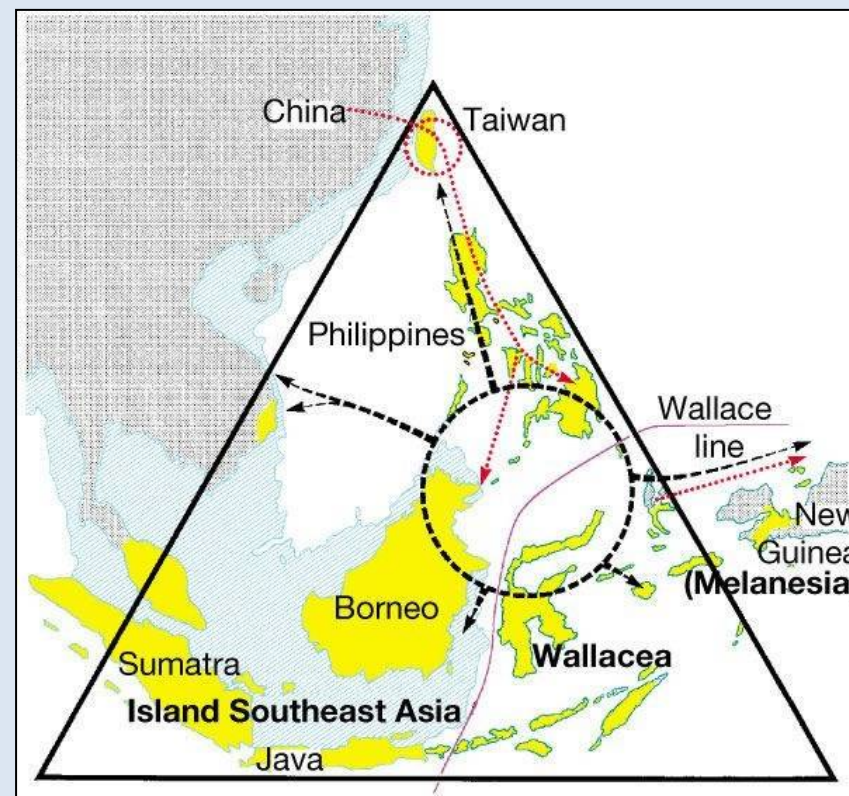 China
Taiwan
Philippines
Wallace
line
New
Guinea
(Melanesia
Borneo
Wallacea
Sumatra
Island Southeast Asia
Java